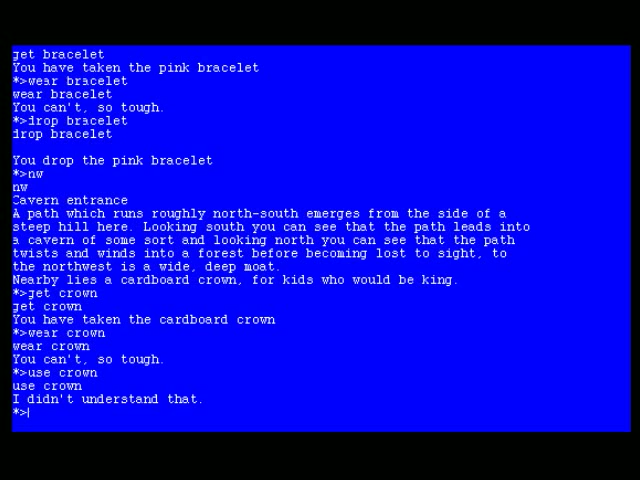 get bracelet
You have taken the pink bracelet
*>wear bracelet
wear bracelet
You can't, so tough.
*>drop bracelet
drop bracelet
You drop the pink bracelet
*>nw
nw
Cavern entrance
A path which runs roughly north-south emerges from the side of a
steep hill here. Looking south you can see that the path leads into
a cavern of some sort and looking north you can see that the path
twists and winds into a forest before becoming lost to sight, to
the northwest is a wide, deep moat.
Nearby lies a cardboard crown, for kids who would be king.
*>get crown
get crown
You have taken the cardboard crown
*>wear crown
wear crown
You can't, so tough.
*>use crown
use crown
I didn't understand that.
*>